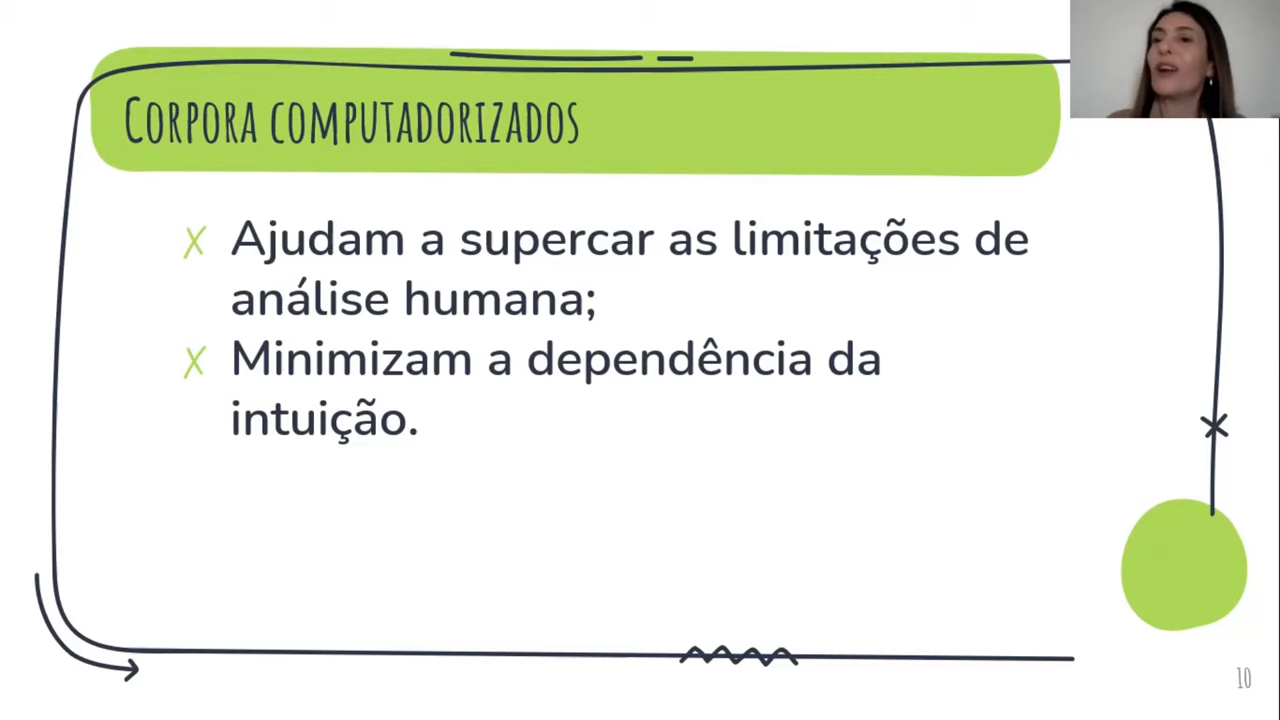 Corpora computadorizados
Ajudam a supercar as limitações de
análise humana;
Minimizam a dependência da
intuição.
10